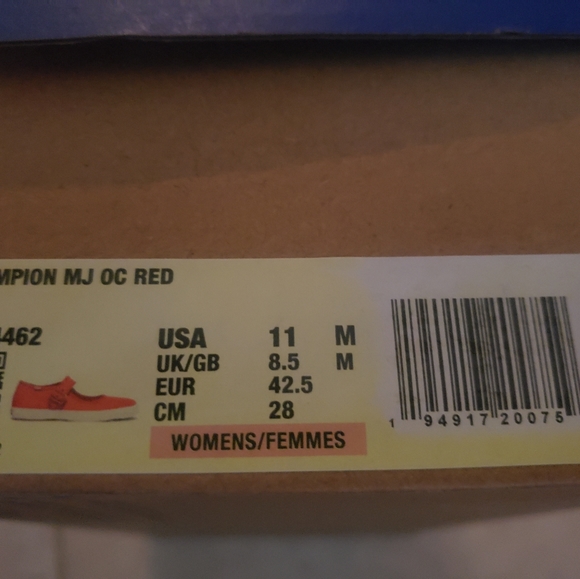 MPION MJ OC RED
4462
USA 11 M
UK/GB 8.5 M
EUR 42.5
CM 28
WOMENS/FEMMES
1 94917 20075